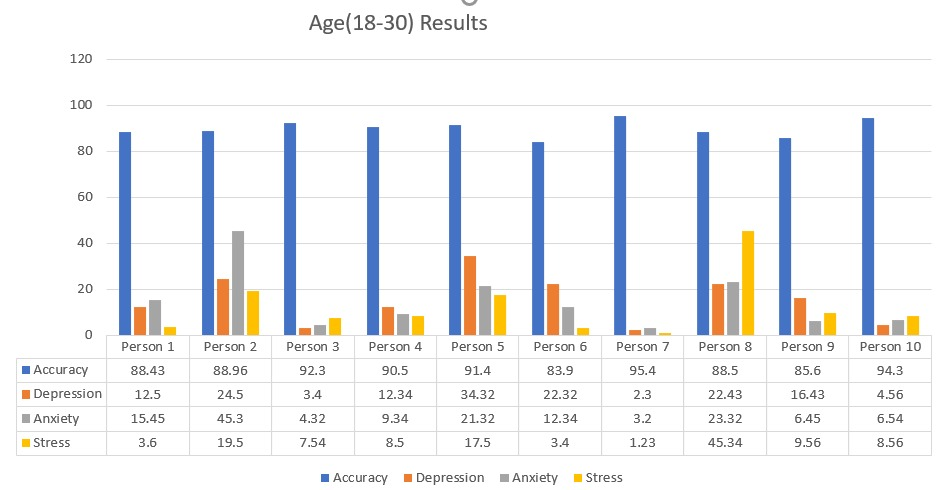 Age(18-30) Results
120
100
80
60
40
20
0
Person 1 Person 2 Person 3 Person 4 Person 5 Person 6 Person 7 Person 8 Person 9 Person 10
Accuracy 88.43 88.96 92.3 90.5 91.4 83.9 95.4 88.5 85.6 94.3
Depression 12.5 24.5 3.4 12.34 34.32 22.32 2.3 22.43 16.43 4.56
Anxiety 15.45 45.3 4.32 9.34 21.32 12.34 3.2 23.32 6.45 6.54
Stress 3.6 19.5 7.54 8.5 17.5 3.4 1.23 45.34 9.56 8.56
Accuracy Depression Anxiety Stress